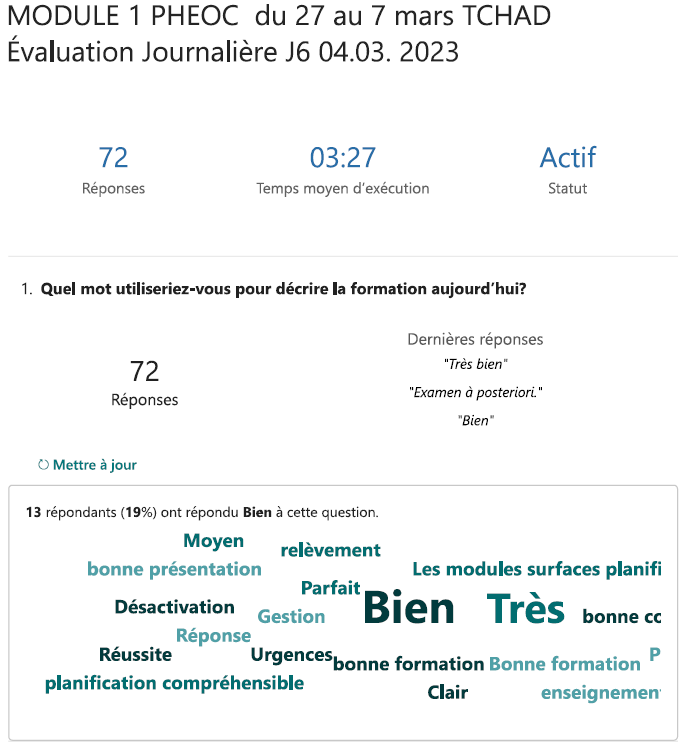 MODULE 1 PHEOC du 27 au 7 mars TCHAD
Évaluation Journalière J6 04.03. 2023
72
Réponses
03:27
Temps moyen d'exécution
Actif
Statut
1. Quel mot utiliseriez-vous pour décrire la formation aujourd'hui?
72
Réponses
Dernières réponses
"Très bien"
"Examen à posteriori."
"Bien"
Mettre à jour
13 répondants (19%) ont répondu Bien à cette question.
Moyen
relèvement
bonne présentation
Les modules surfaces planifi
Parfait
Désactivation
Gestion
Bien
Très
bonne cc
Réponse
Réussite
Urgences
bonne formation
Bonne formation
P
planification compréhensible
Clair
enseignemen